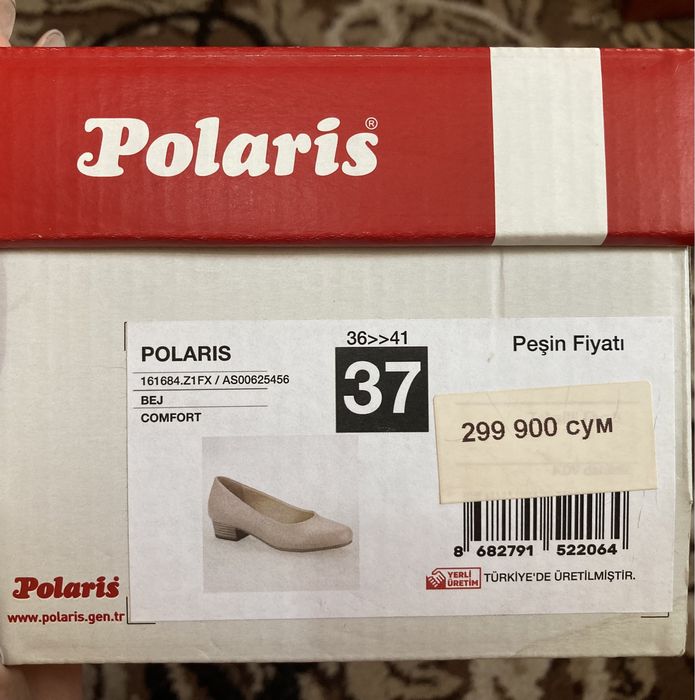 Polaris®
POLARIS
161684.Z1FX / AS00625456
BEJ
COMFORT
36>>41
37
Peşin Fiyatı
299 900 сум
8 682791 522064
YERLİ
ÜRETİM
TÜRKİYE'DE ÜRETİLMİŞTİR.
Polaris
www.polaris.gen.tr